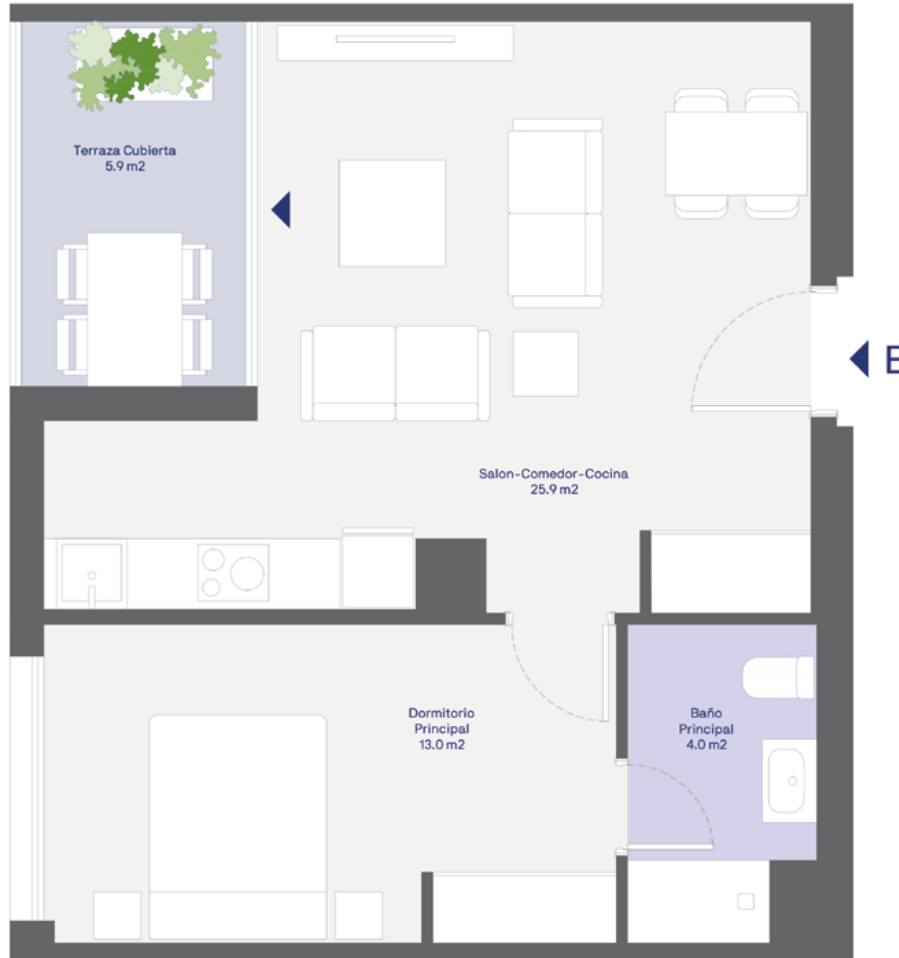 Terraza Cubierta
5.9 m2
E
Salon-Comedor-Cocina
25.9 m2
Dormitorio
Principal
13.0 m2
Baño
Principal
4.0 m2